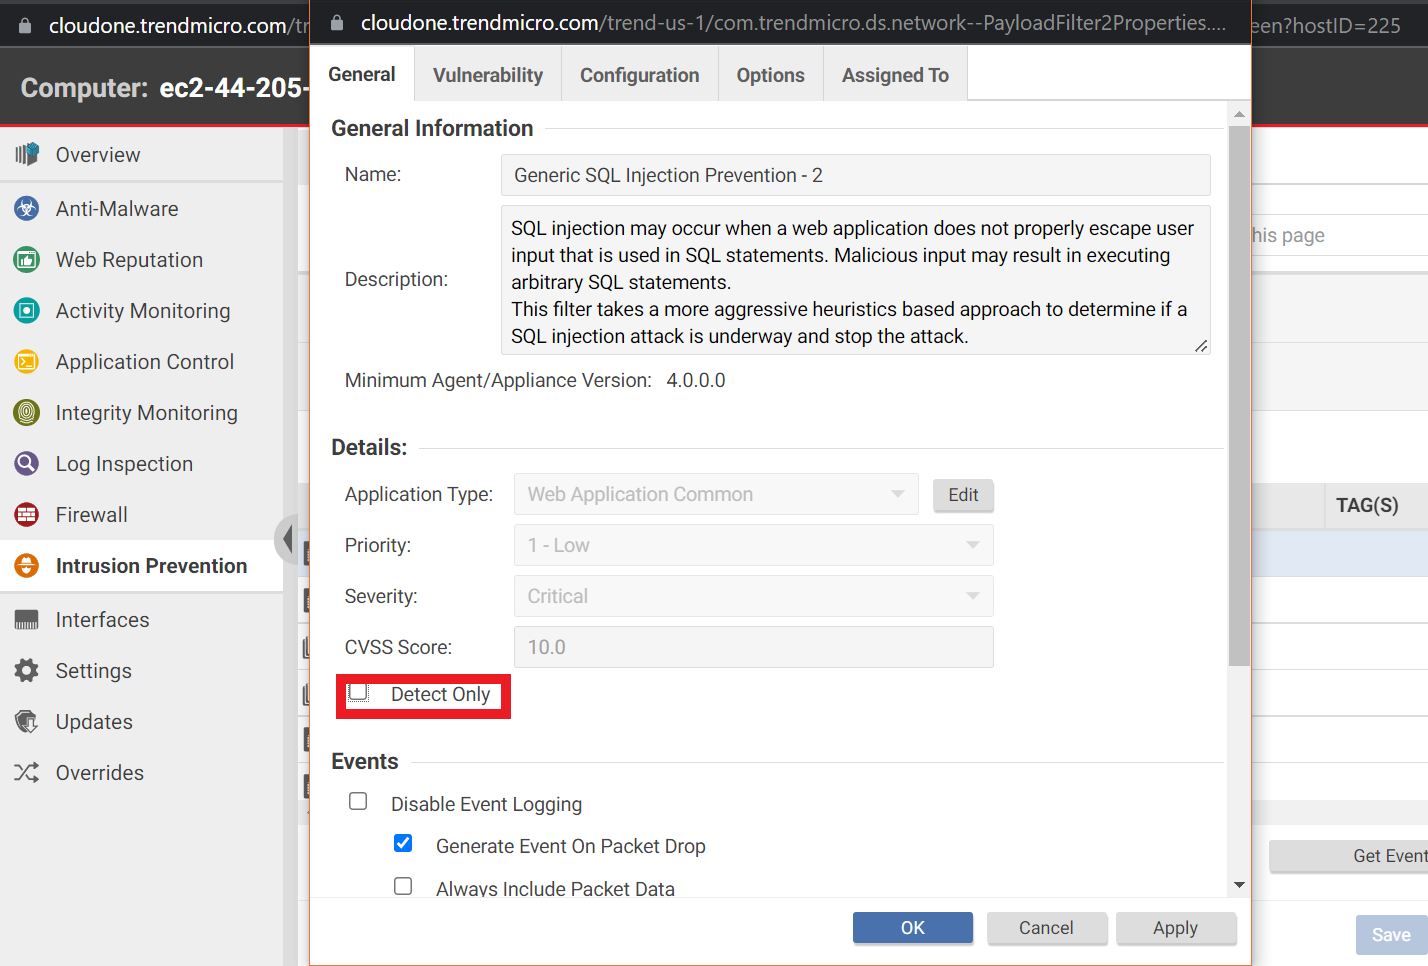 cloudone.trendmicro.com/tr
cloudone.trendmicro.com/trend-us-1/com.trendmicro.ds.network--PayloadFilter2Properties....
een?hostID=225
Computer: ec2-44-205-
General
Vulnerability
Configuration
Options
Assigned To
Overview
Anti-Malware
Web Reputation
Activity Monitoring
Application Control
Integrity Monitoring
Log Inspection
Firewall
Intrusion Prevention
Interfaces
Settings
Updates
Overrides
General Information
Name: Generic SQL Injection Prevention - 2
Description:
SQL injection may occur when a web application does not properly escape user
input that is used in SQL statements. Malicious input may result in executing
arbitrary SQL statements.
This filter takes a more aggressive heuristics based approach to determine if a
SQL injection attack is underway and stop the attack.
Minimum Agent/Appliance Version: 4.0.0.0
Details:
Application Type: Web Application Common Edit
Priority: 1 - Low
Severity: Critical
CVSS Score: 10.0
Detect Only
Events
Disable Event Logging
Generate Event On Packet Drop
Always Include Packet Data
OK Cancel Apply
his page
TAG(S)
Get Event
Save